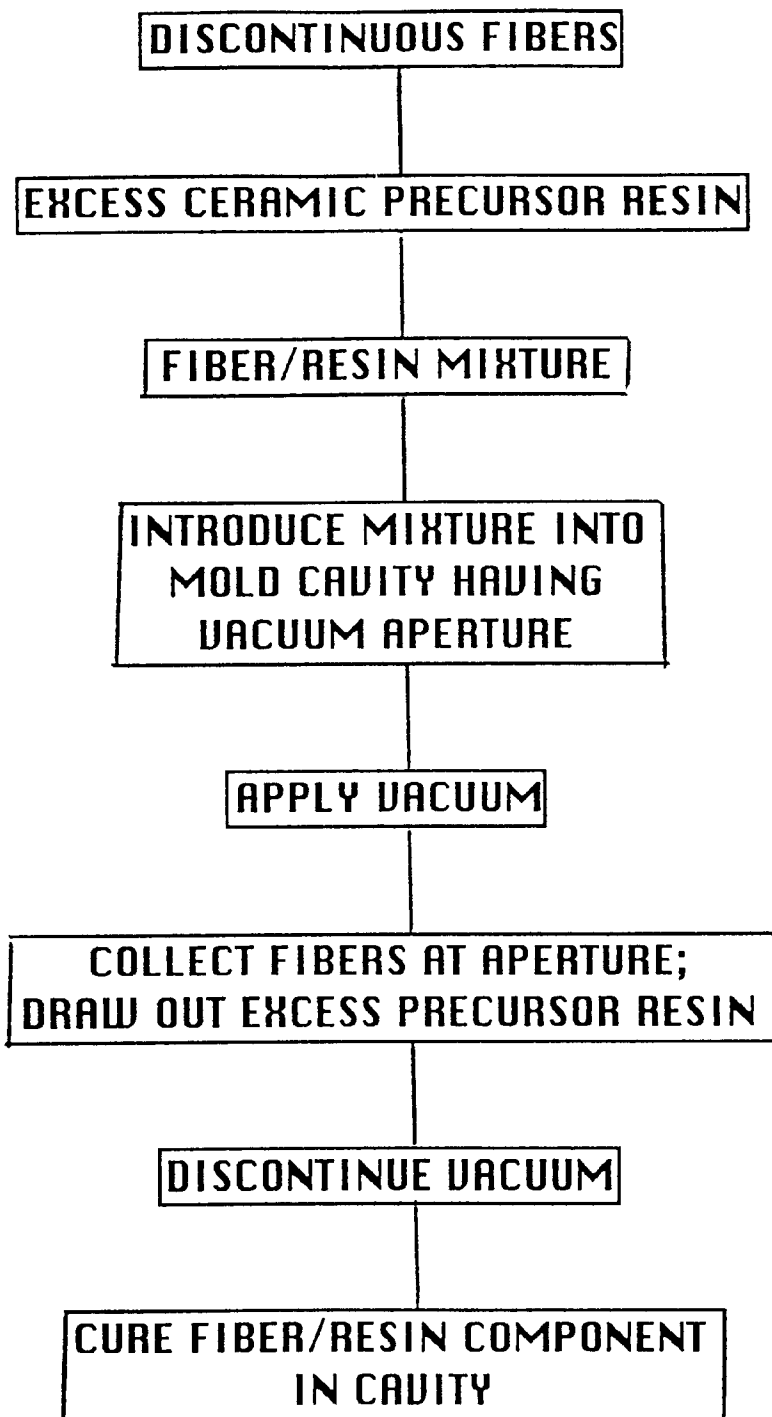 DISCONTINUOUS FIBERS
EXCESS CERAMIC PRECURSOR RESIN
FIBER/RESIN MIXTURE
INTRODUCE MIXTURE INTO
MOLD CAVITY HAVING
VACUUM APERTURE
APPLY VACUUM
COLLECT FIBERS AT APERTURE;
DRAW OUT EXCESS PRECURSOR RESIN
DISCONTINUE VACUUM
CURE FIBER/RESIN COMPONENT
IN CAVITY